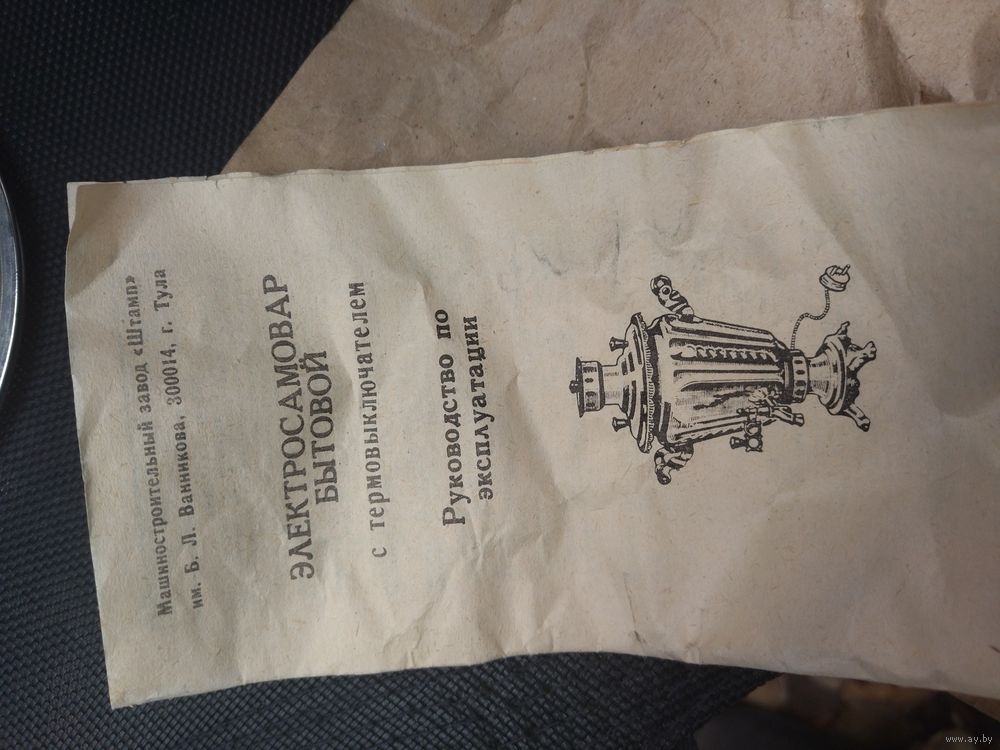 Машиностроительный завод «Штамп»
им. Б. Л. Ванникова, 300014, г. Тула
ЭЛЕКТРОСАМОВАР
БЫТОВОЙ
с термовыключателем
Руководство по
эксплуатации
www.ay.by